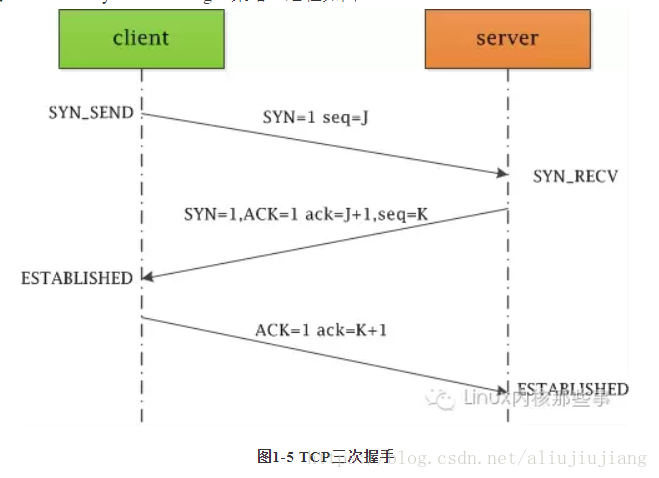 client
server
SYN_SEND
SYN=1 seq=J
SYN_RECV
SYN=1,ACK=1 ack=J+1,seq=K
ESTABLISHED
ACK=1 ack=K+1
ESTABLISHED
Linux内核那些事
图1-5 TCP三次握手
blog.csdn.net/aliujiujiang